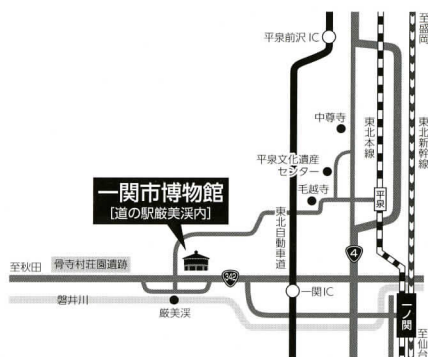 至盛岡
平泉前沢IC
中尊寺
東北本線
東北新幹線
平泉文化遺産
センター
毛越寺
平泉
一関市博物館
[道の駅厳美渓内]
東北自動車道
4
至秋田
骨寺村荘園遺跡
342
磐井川
厳美渓
一関IC
一ノ関
至仙台